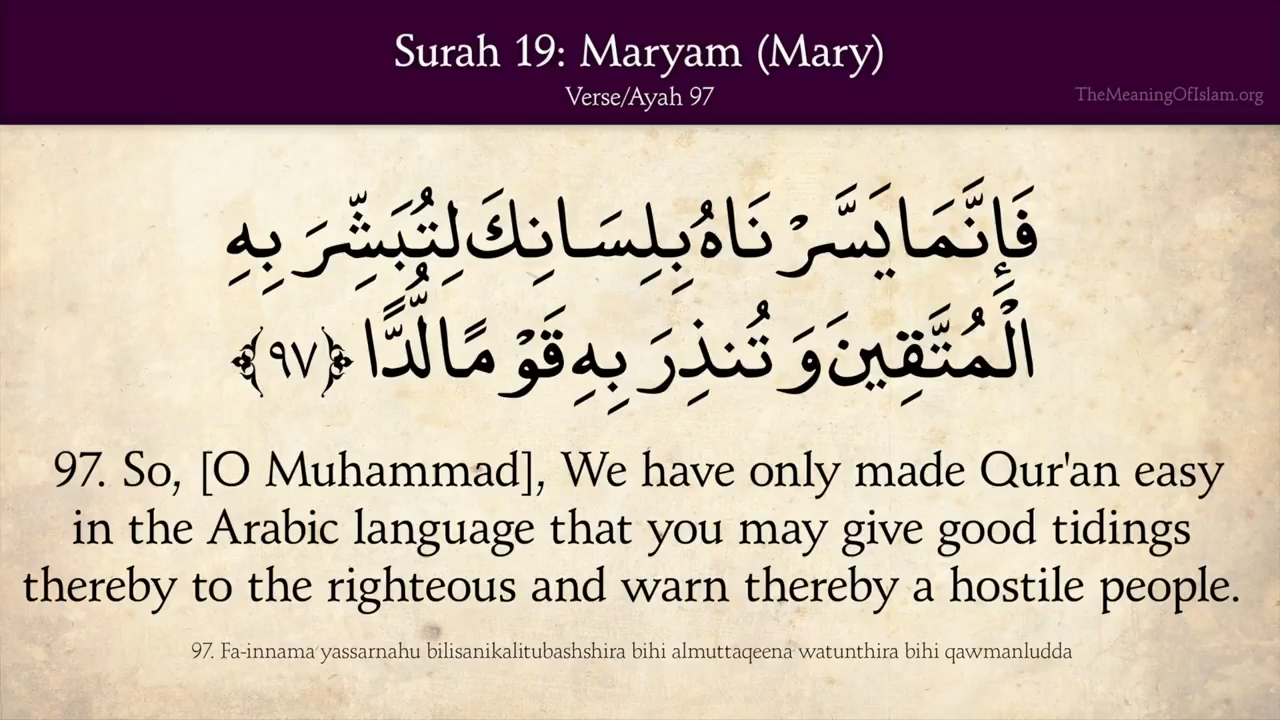 Surah 19: Maryam (Mary)
Verse/Ayah 97
TheMeaningOfIslam.org
فَإِنَّمَا يَسَّرْنَاهُ بِلِسَانِكَ لِتُبَشِّرَ بِهِ
الْمُتَّقِينَ وَتُنذِرَ بِهِ قَوْمًا لُّدًّا ﴿٩٧﴾
97. So, [O Muhammad], We have only made Qur'an easy
in the Arabic language that you may give good tidings
thereby to the righteous and warn thereby a hostile people.
97. Fa-innama yassarnahu bilisanikalitubashshira bihi almuttaqeena watunthira bihi qawmanludda